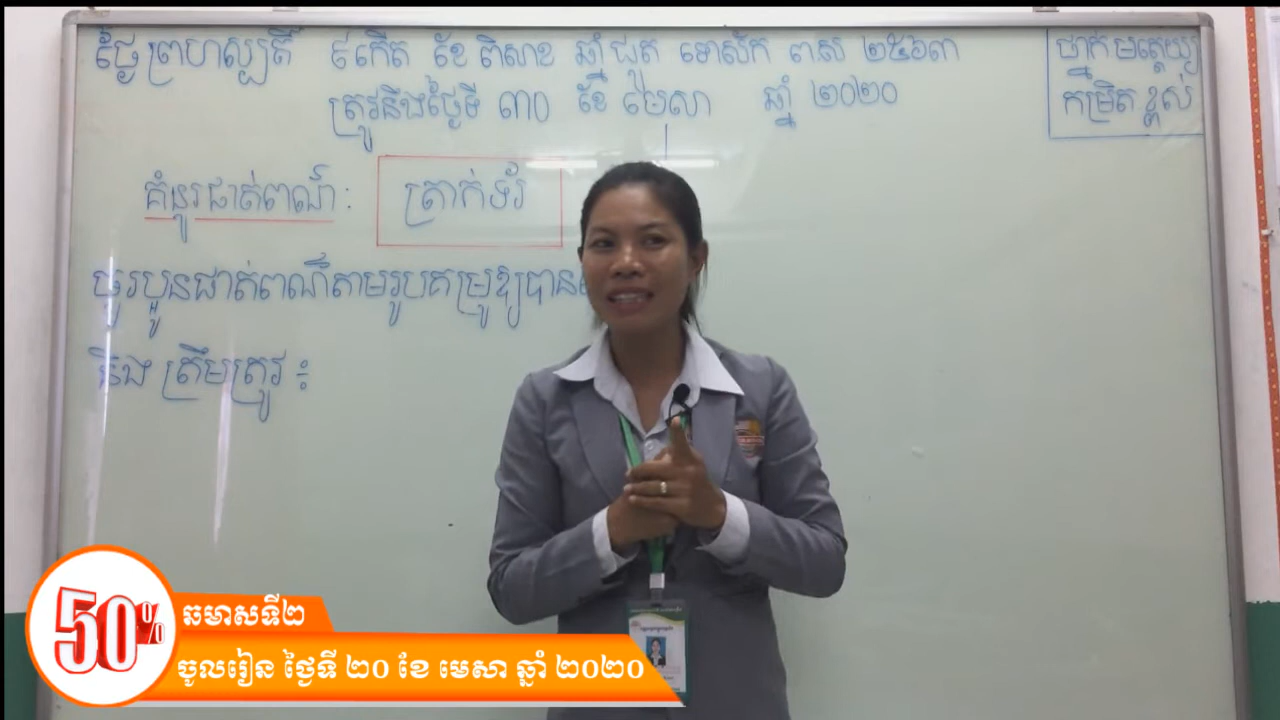 ថ្ងៃ ព្រហស្បតិ៍ ៩កើត ខែ ពិសាខ ឆ្នាំ ជូត ទោស័ក ព.ស ២៥៦៣
ត្រូវនឹងថ្ងៃទី ៣០ ខែ មេសា ឆ្នាំ ២០២០
ថ្នាក់ មត្តេយ្យ
កម្រិត ខ្ពស់
គំនូរផាត់ពណ៌ :
ត្រាក់ទ័រ
ចូរប្អូនផាត់ពណ៌តាមរូបគម្រូឱ្យបាន
និង ត្រឹមត្រូវ ៖
50%
ឆមាសទី២
ចូលរៀន ថ្ងៃទី ២០ ខែ មេសា ឆ្នាំ ២០២០